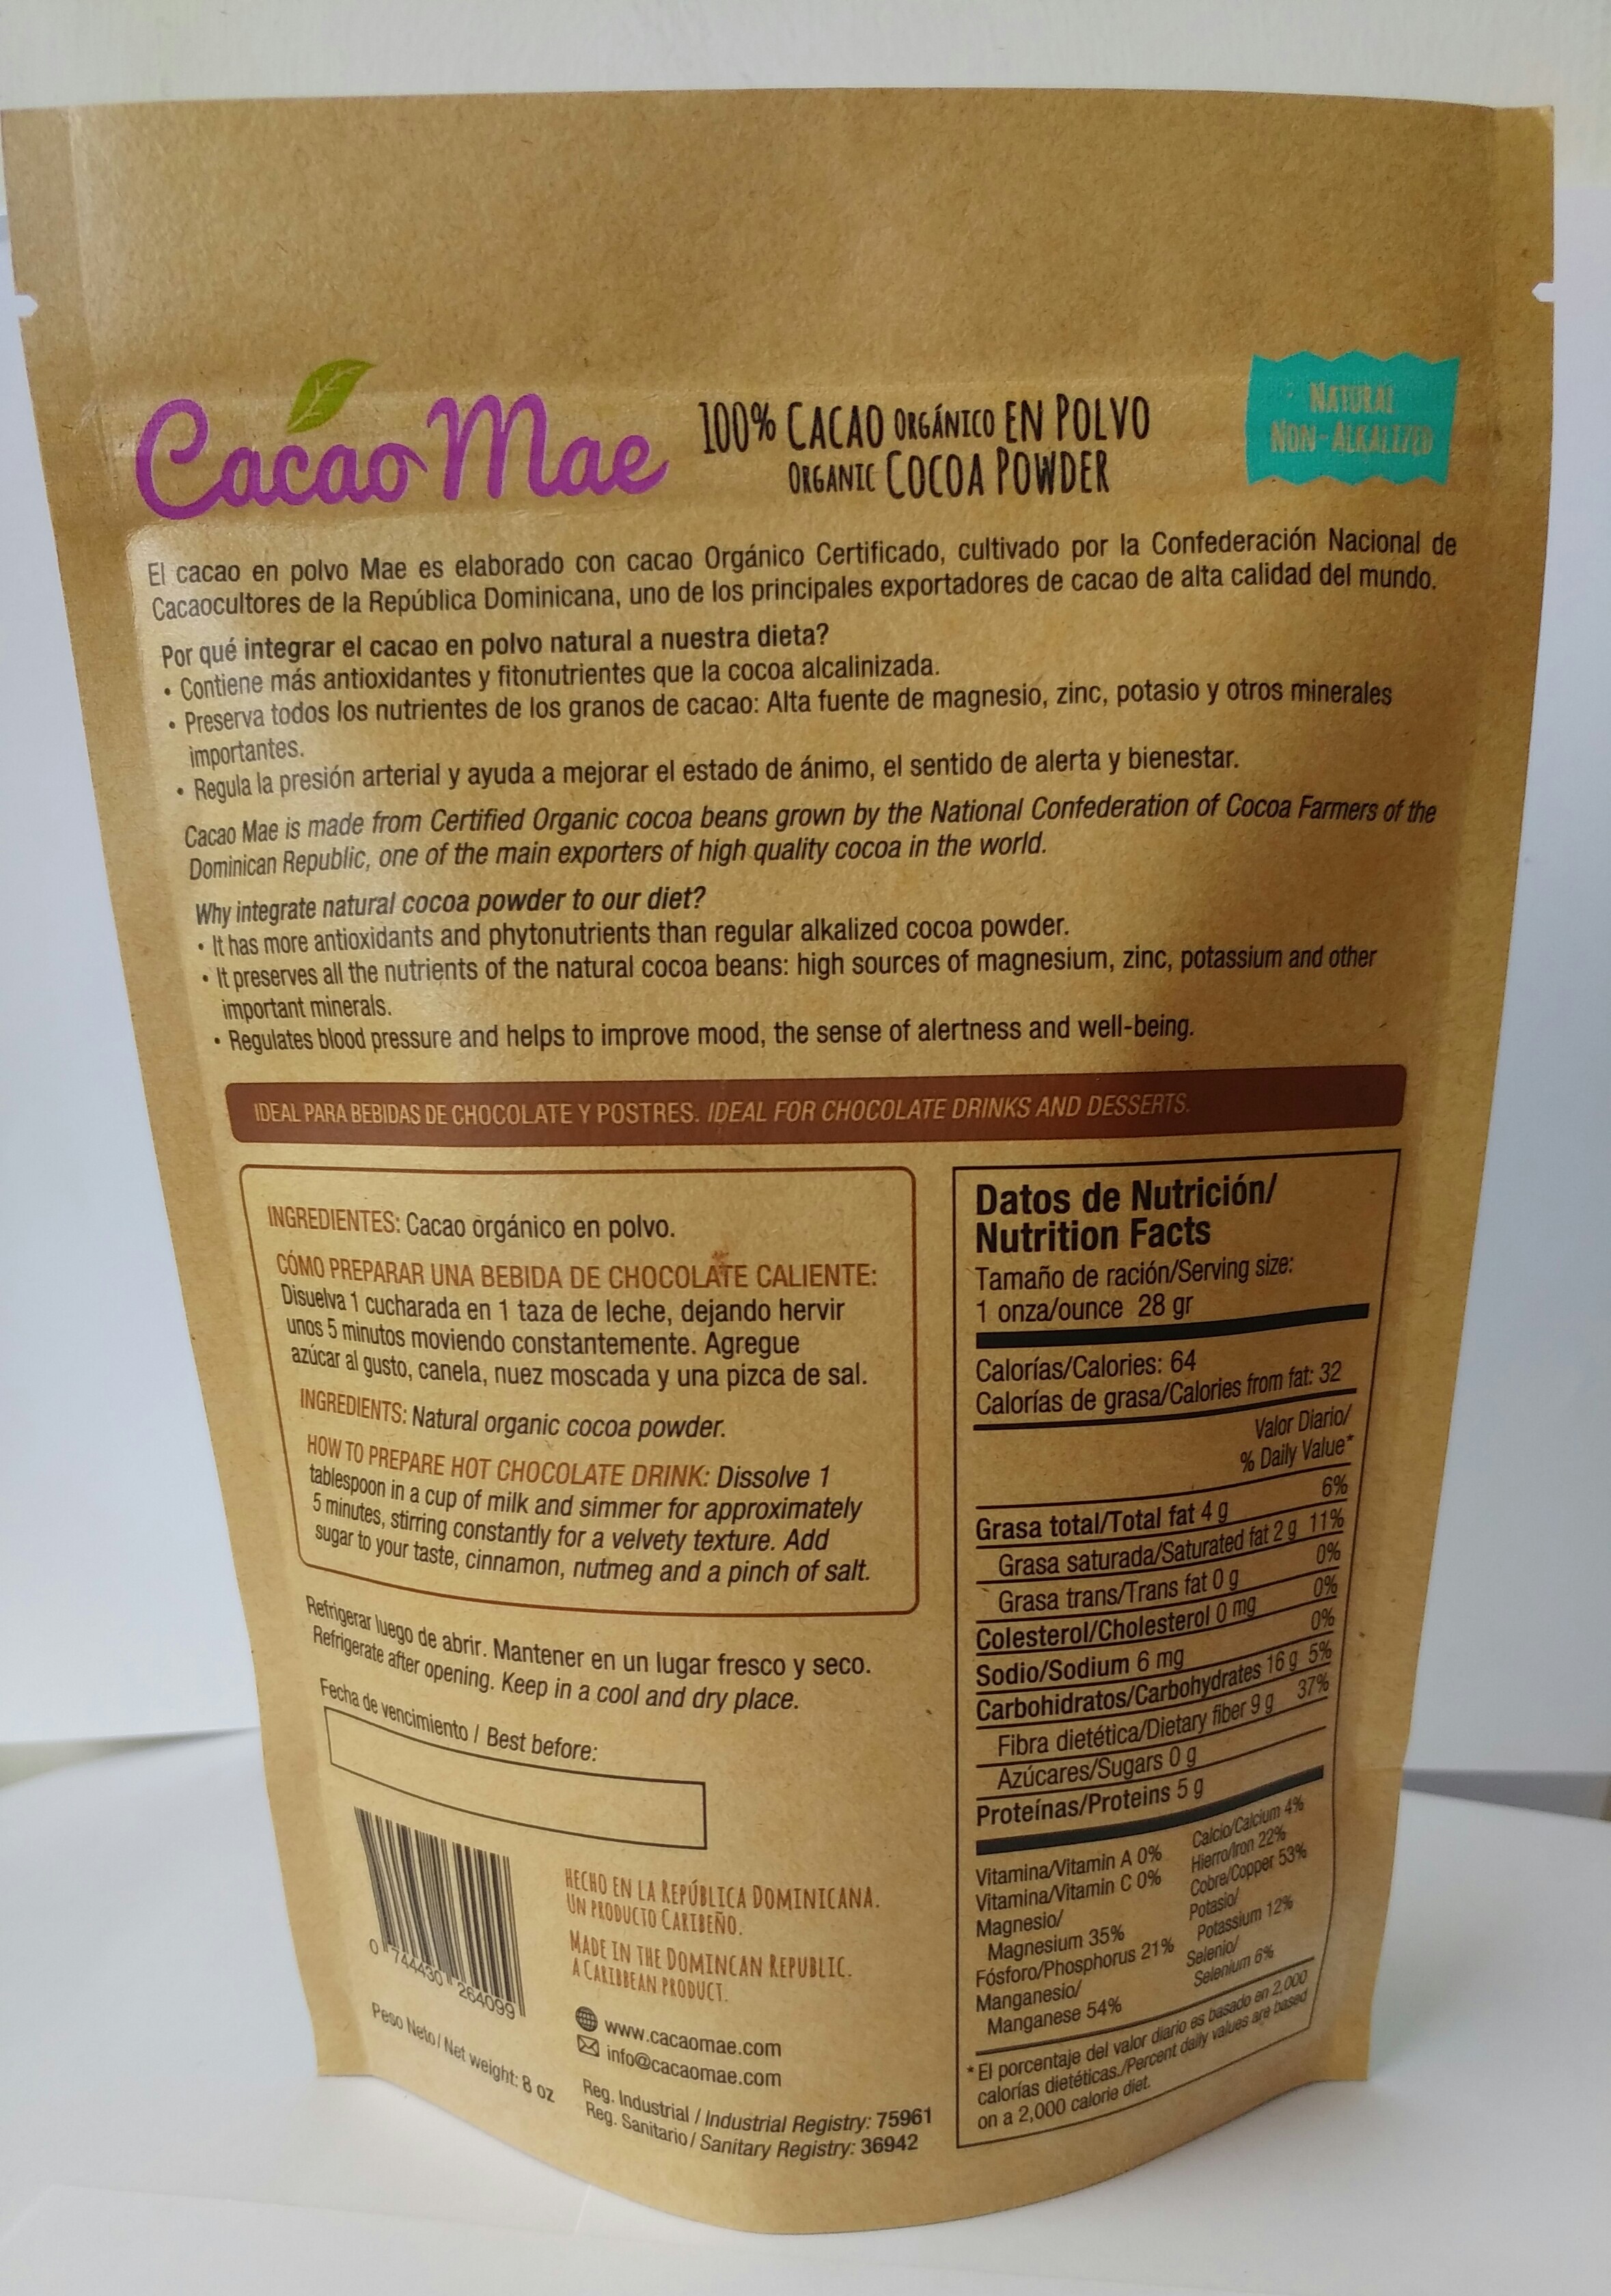 Cacao Mae
100% CACAO ORGÁNICO EN POLVO
ORGANIC COCOA POWDER
NATURAL
NON-ALKALIZED
El cacao en polvo Mae es elaborado con cacao Orgánico Certificado, cultivado por la Confederación Nacional de
Cacaocultores de la República Dominicana, uno de los principales exportadores de cacao de alta calidad del mundo.
Por qué integrar el cacao en polvo natural a nuestra dieta?
• Contiene más antioxidantes y fitonutrientes que la cocoa alcalinizada.
• Preserva todos los nutrientes de los granos de cacao: Alta fuente de magnesio, zinc, potasio y otros minerales
importantes.
• Regula la presión arterial y ayuda a mejorar el estado de ánimo, el sentido de alerta y bienestar.
Cacao Mae is made from Certified Organic cocoa beans grown by the National Confederation of Cocoa Farmers of the
Dominican Republic, one of the main exporters of high quality cocoa in the world.
Why integrate natural cocoa powder to our diet?
• It has more antioxidants and phytonutrients than regular alkalized cocoa powder.
• It preserves all the nutrients of the natural cocoa beans: high sources of magnesium, zinc, potassium and other
important minerals.
• Regulates blood pressure and helps to improve mood, the sense of alertness and well-being.
IDEAL PARA BEBIDAS DE CHOCOLATE Y POSTRES. IDEAL FOR CHOCOLATE DRINKS AND DESSERTS.
INGREDIENTES: Cacao orgánico en polvo.
CÓMO PREPARAR UNA BEBIDA DE CHOCOLATE CALIENTE:
Disuelva 1 cucharada en 1 taza de leche, dejando hervir
unos 5 minutos moviendo constantemente. Agregue
azúcar al gusto, canela, nuez moscada y una pizca de sal.
INGREDIENTS: Natural organic cocoa powder.
HOW TO PREPARE HOT CHOCOLATE DRINK: Dissolve 1
tablespoon in a cup of milk and simmer for approximately
5 minutes, stirring constantly for a velvety texture. Add
sugar to your taste, cinnamon, nutmeg and a pinch of salt.
Refrigerar luego de abrir. Mantener en un lugar fresco y seco.
Refrigerate after opening. Keep in a cool and dry place.
Fecha de vencimiento / Best before:
0 744430 264099
Peso Neto / Net weight: 8 oz
HECHO EN LA REPÚBLICA DOMINICANA.
UN PRODUCTO CARIBEÑO.
MADE IN THE DOMINCAN REPUBLIC.
A CARIBBEAN PRODUCT.
www.cacaomae.com
info@cacaomae.com
Reg. Industrial / Industrial Registry: 75961
Reg. Sanitario / Sanitary Registry: 36942
Datos de Nutrición/
Nutrition Facts
Tamaño de ración/Serving size:
1 onza/ounce 28 gr
Calorías/Calories: 64
Calorías de grasa/Calories from fat: 32
Valor Diario/
% Daily Value*
Grasa total/Total fat 4 g 6%
Grasa saturada/Saturated fat 2 g 11%
Grasa trans/Trans fat 0 g 0%
Colesterol/Cholesterol 0 mg 0%
Sodio/Sodium 6 mg 0%
Carbohidratos/Carbohydrates 16 g 5%
Fibra dietética/Dietary fiber 9 g 37%
Azúcares/Sugars 0 g
Proteínas/Proteins 5 g
Vitamina/Vitamin A 0%
Vitamina/Vitamin C 0%
Magnesio/
Magnesium 35%
Fósforo/Phosphorus 21%
Manganesio/
Manganese 54%
Calcio/Calcium 4%
Hierro/Iron 22%
Cobre/Copper 53%
Potasio/
Potassium 12%
Selenio/
Selenium 6%
* El porcentaje del valor diario es basado en 2,000
calorías dietéticas./Percent daily values are based
on a 2,000 calorie diet.